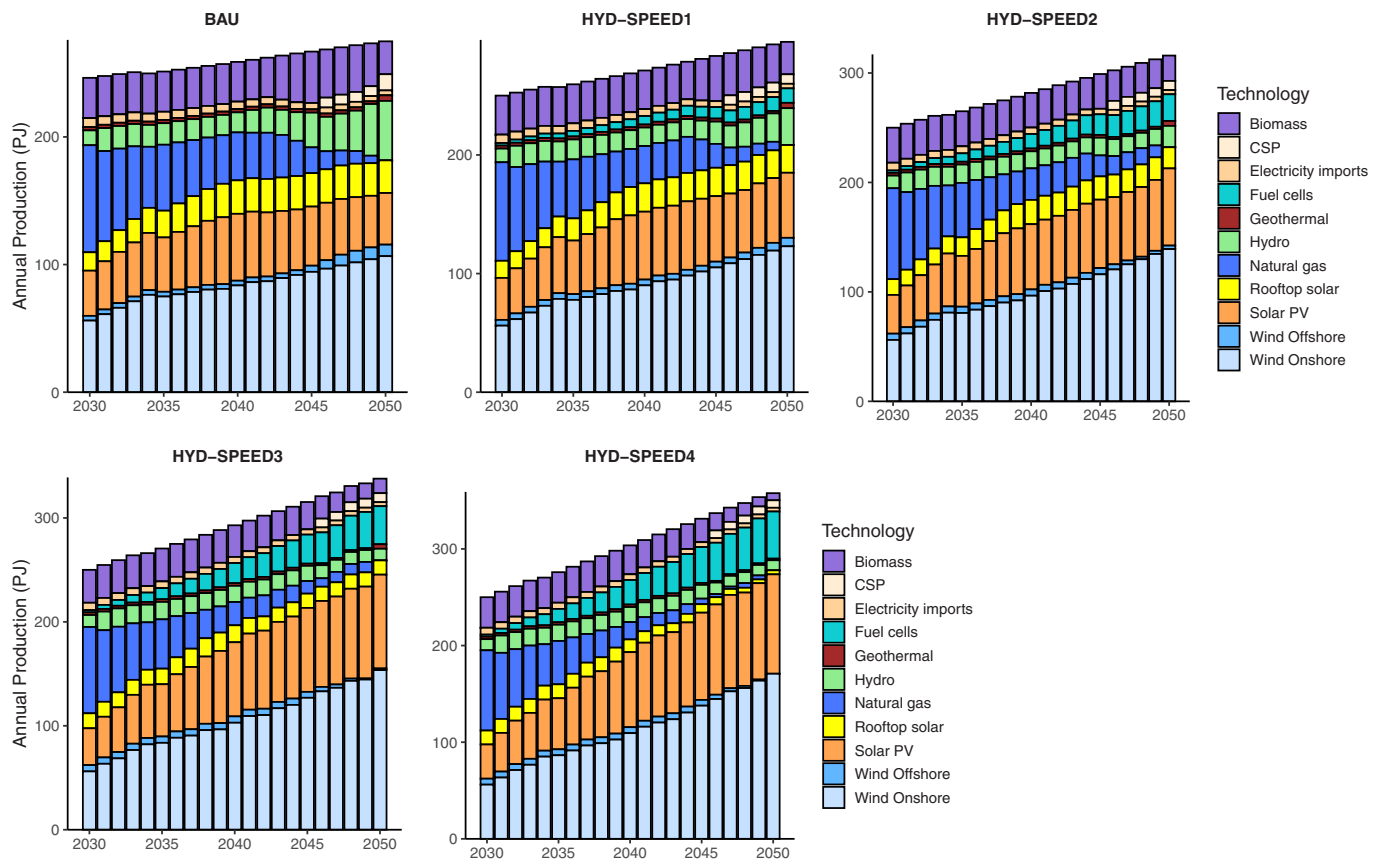 BAU
HYD−SPEED1
HYD−SPEED2
Annual Production (PJ)
200
100
0
2030 2035 2040 2045 2050
200
100
0
2030 2035 2040 2045 2050
300
200
100
0
2030 2035 2040 2045 2050
Technology
Biomass
CSP
Electricity imports
Fuel cells
Geothermal
Hydro
Natural gas
Rooftop solar
Solar PV
Wind Offshore
Wind Onshore
HYD−SPEED3
HYD−SPEED4
Annual Production (PJ)
300
200
100
0
2030 2035 2040 2045 2050
300
200
100
0
2030 2035 2040 2045 2050
Technology
Biomass
CSP
Electricity imports
Fuel cells
Geothermal
Hydro
Natural gas
Rooftop solar
Solar PV
Wind Offshore
Wind Onshore